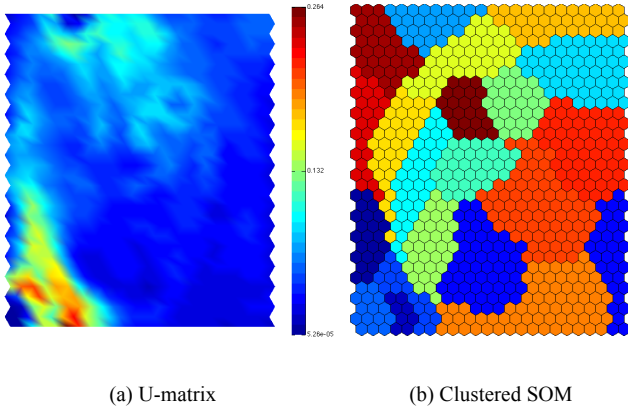 0.264
0.132
5.26e-05
(a) U-matrix
(b) Clustered SOM